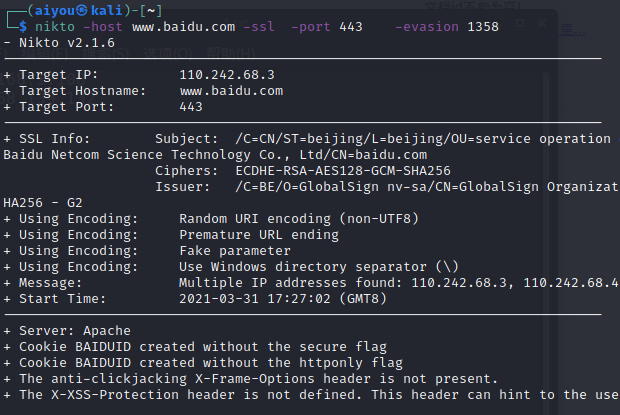 (aiyou㉿kali)-[~]
$ nikto -host www.baidu.com -ssl -port 443 -evasion 1358
- Nikto v2.1.6
+ Target IP: 110.242.68.3
+ Target Hostname: www.baidu.com
+ Target Port: 443
+ SSL Info: Subject: /C=CN/ST=beijing/L=beijing/OU=service operation
Baidu Netcom Science Technology Co., Ltd/CN=baidu.com
Ciphers: ECDHE-RSA-AES128-GCM-SHA256
Issuer: /C=BE/O=GlobalSign nv-sa/CN=GlobalSign Organizat
HA256 - G2
+ Using Encoding: Random URI encoding (non-UTF8)
+ Using Encoding: Premature URL ending
+ Using Encoding: Fake parameter
+ Using Encoding: Use Windows directory separator (\)
+ Message: Multiple IP addresses found: 110.242.68.3, 110.242.68.4
+ Start Time: 2021-03-31 17:27:02 (GMT8)
+ Server: Apache
+ Cookie BAIDUID created without the secure flag
+ Cookie BAIDUID created without the httponly flag
+ The anti-clickjacking X-Frame-Options header is not present.
+ The X-XSS-Protection header is not defined. This header can hint to the use